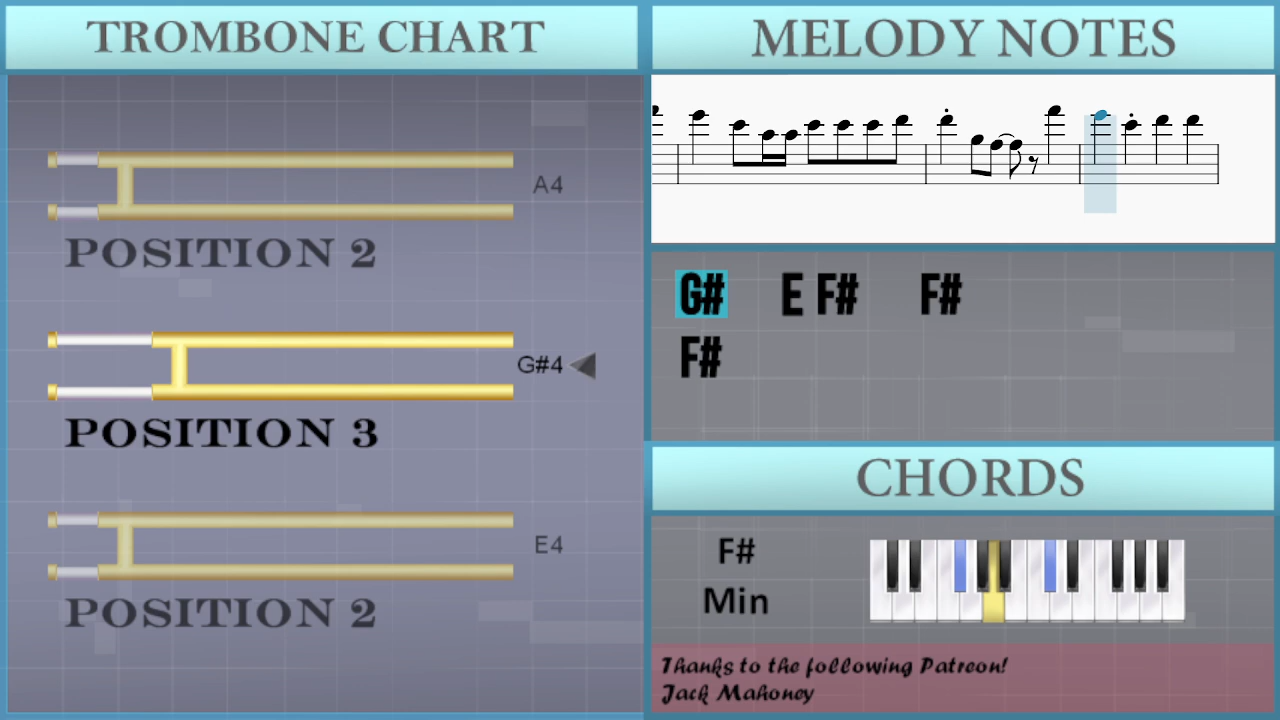 TROMBONE CHART
A4
POSITION 2
G#4
POSITION 3
E4
POSITION 2
MELODY NOTES
G# E F# F#
F#
CHORDS
F#
Min
Thanks to the following Patreon!
Jack Mahoney